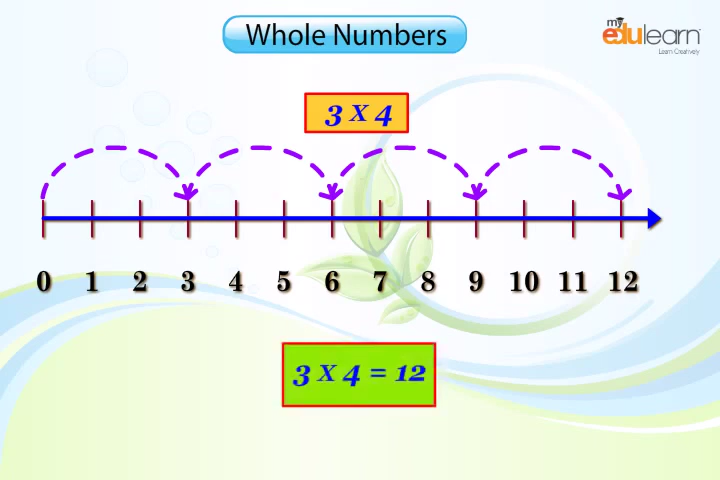 Whole Numbers
my
edulearn™
Learn Creatively
3 X 4
0 1 2 3 4 5 6 7 8 9 10 11 12
3 X 4 = 12